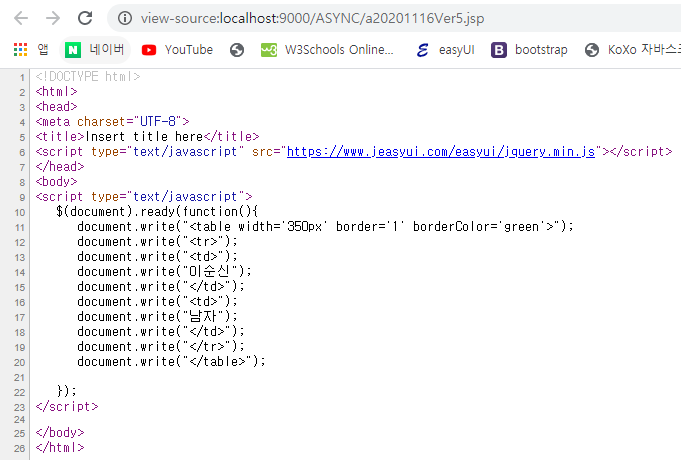 view-source:localhost:9000/ASYNC/a20201116Ver5.jsp
앱 네이버 YouTube W3Schools Online... easyUI bootstrap KoXo 자바스크
1 <!DOCTYPE html>
2 <html>
3 <head>
4 <meta charset="UTF-8">
5 <title>Insert title here</title>
6 <script type="text/javascript" src="https://www.jeasyui.com/easyui/jquery.min.js"></script>
7 </head>
8 <body>
9 <script type="text/javascript">
10 $(document).ready(function(){
11 document.write("<table width='350px' border='1' borderColor='green'>");
12 document.write("<tr>");
13 document.write("<td>");
14 document.write("이순신");
15 document.write("</td>");
16 document.write("<td>");
17 document.write("남자");
18 document.write("</td>");
19 document.write("</tr>");
20 document.write("</table>");
21
22 });
23 </script>
24
25 </body>
26 </html>